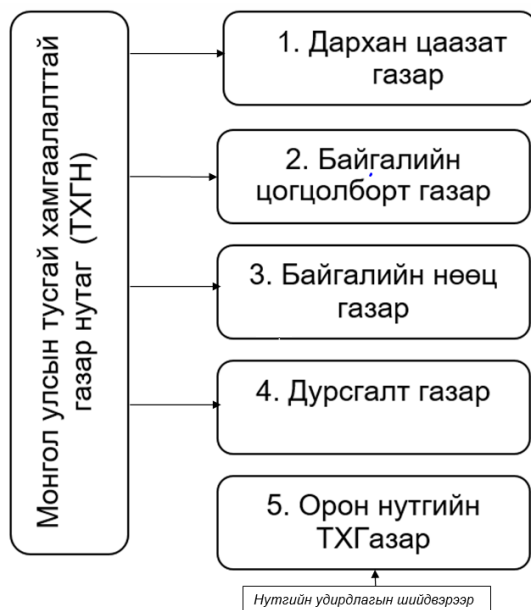 Монгол улсын тусгай хамгаалалттай
газар нутаг (ТХГН)
1. Дархан цаазат
газар
2. Байгалийн
цогцолборт газар
3. Байгалийн нөөц
газар
4. Дурсгалт газар
5. Орон нутгийн
ТХГазар
Нутгийн удирдлагын шийдвэрээр